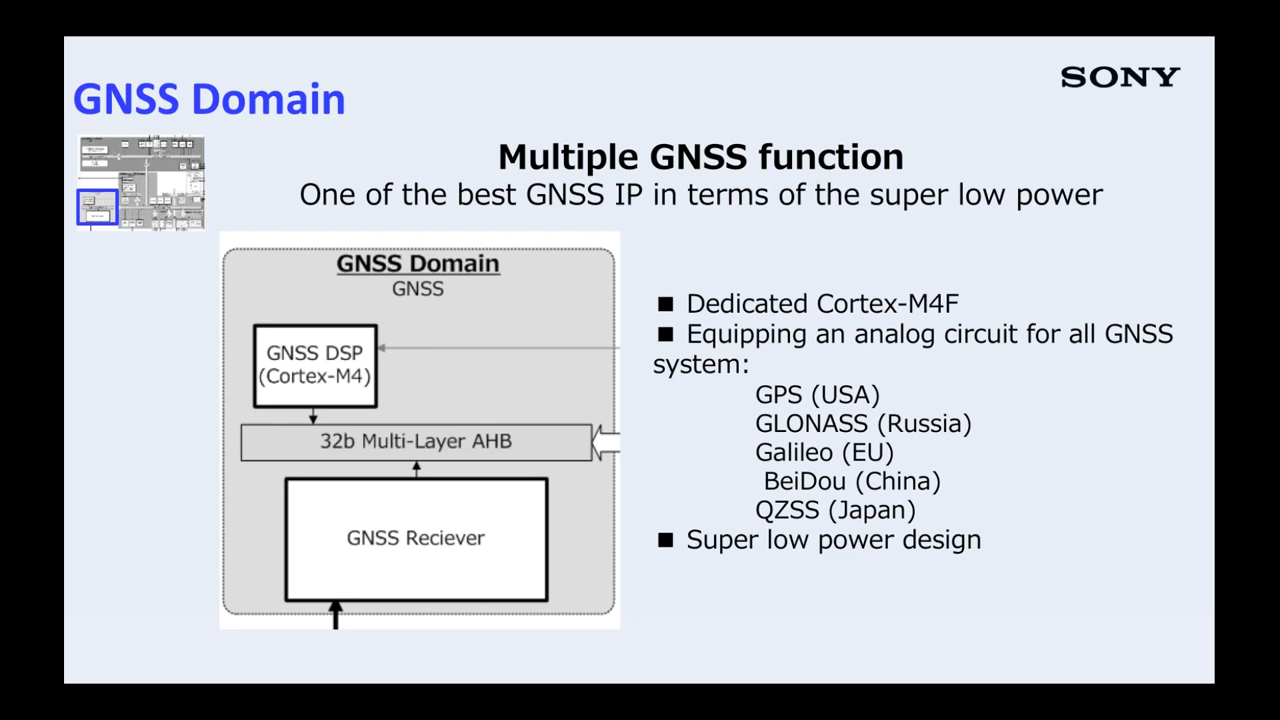 GNSS Domain
SONY
Multiple GNSS function
One of the best GNSS IP in terms of the super low power
GNSS Domain
GNSS
GNSS DSP
(Cortex-M4)
32b Multi-Layer AHB
GNSS Reciever
■ Dedicated Cortex-M4F
■ Equipping an analog circuit for all GNSS
system:
GPS (USA)
GLONASS (Russia)
Galileo (EU)
BeiDou (China)
QZSS (Japan)
■ Super low power design